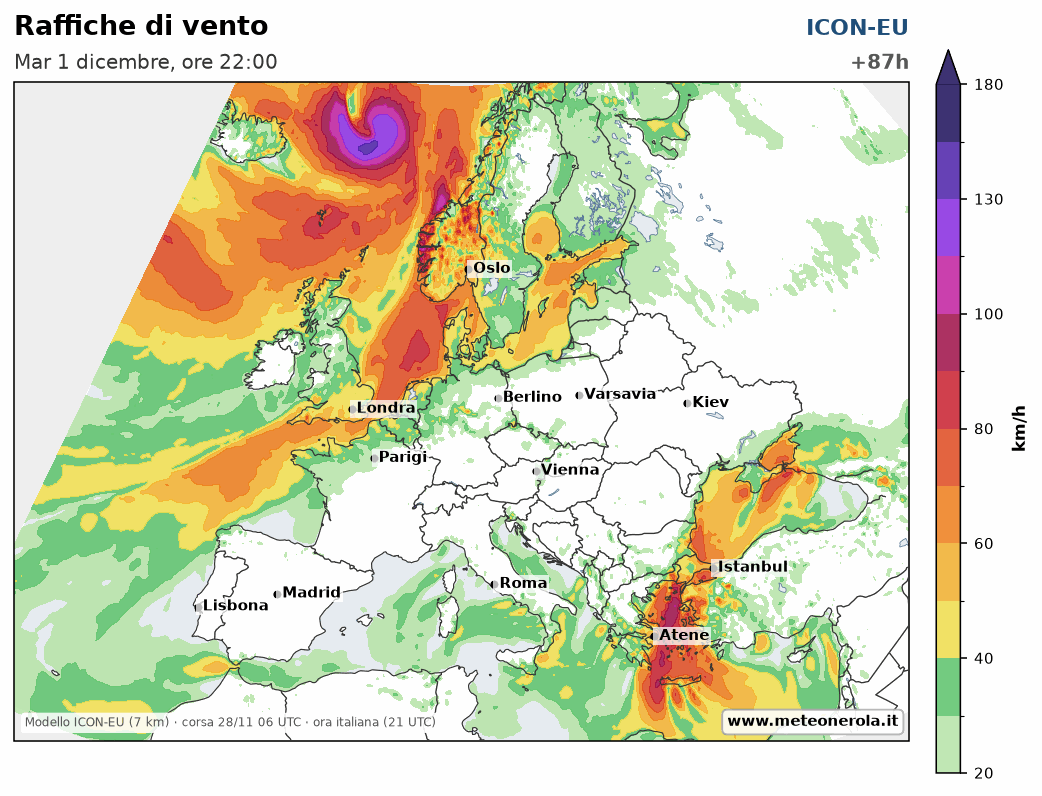 Raffiche di vento
ICON-EU
Mar 1 dicembre, ore 22:00
+87h
180
130
100
80
60
40
20
km/h
Oslo
Berlino
Varsavia
Kiev
Londra
Parigi
Vienna
Istanbul
Roma
Madrid
Lisbona
Atene
Modello ICON-EU (7 km) · corsa 28/11 06 UTC · ora italiana (21 UTC)
www.meteonerola.it